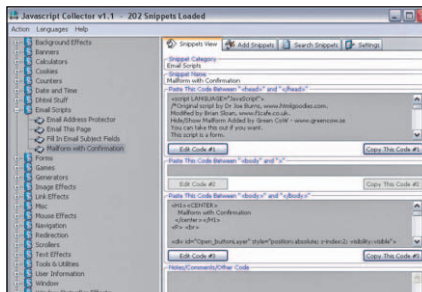 Javascript Collector v1.1 - 202 Snippets Loaded
Action Languages Help
Background Effects
Banners
Calculators
Cookies
Counters
Date and Time
Dhtml Stuff
Email Scripts
Email Address Protector
Email This Page
Fill In Email Subject Fields
Mailform with Confirmation
Forms
Games
Generators
Image Effects
Link Effects
Misc
Mouse Effects
Navigation
Redirection
Scrollers
Text Effects
Tools & Utilities
User Information
Window
Snippets View Add Snippets Search Snippets Settings
Snippet Category
Email Scripts
Snippet Name
Mailform with Confirmation
Paste This Code Between "<head>" and "</head>"
<script LANGUAGE="JavaScript">
/*Original script by Dr Joe Burns, www.htmlgoodies.com,
Modified by Brian Sloan, www.flcafe.co.uk.
Hide/Show Mailform Added by Green CoW - www.greencow.ze
You can take this out if you want.
This script is form.
Edit Code #1 Copy This Code #1
Paste This Code Between "<body" and ">"
Edit Code #2 Copy This Code #2
Paste This Code Between "<body>" and "</body>"
<H1><CENTER>
Mailform with Confirmation
</center></H1>
<P> <br>
<div id="Open_buttonLayer" style="position: absolute; z-index:2; visibility:visible">
Edit Code #3 Copy This Code #3
Notes/Comments/Other Code